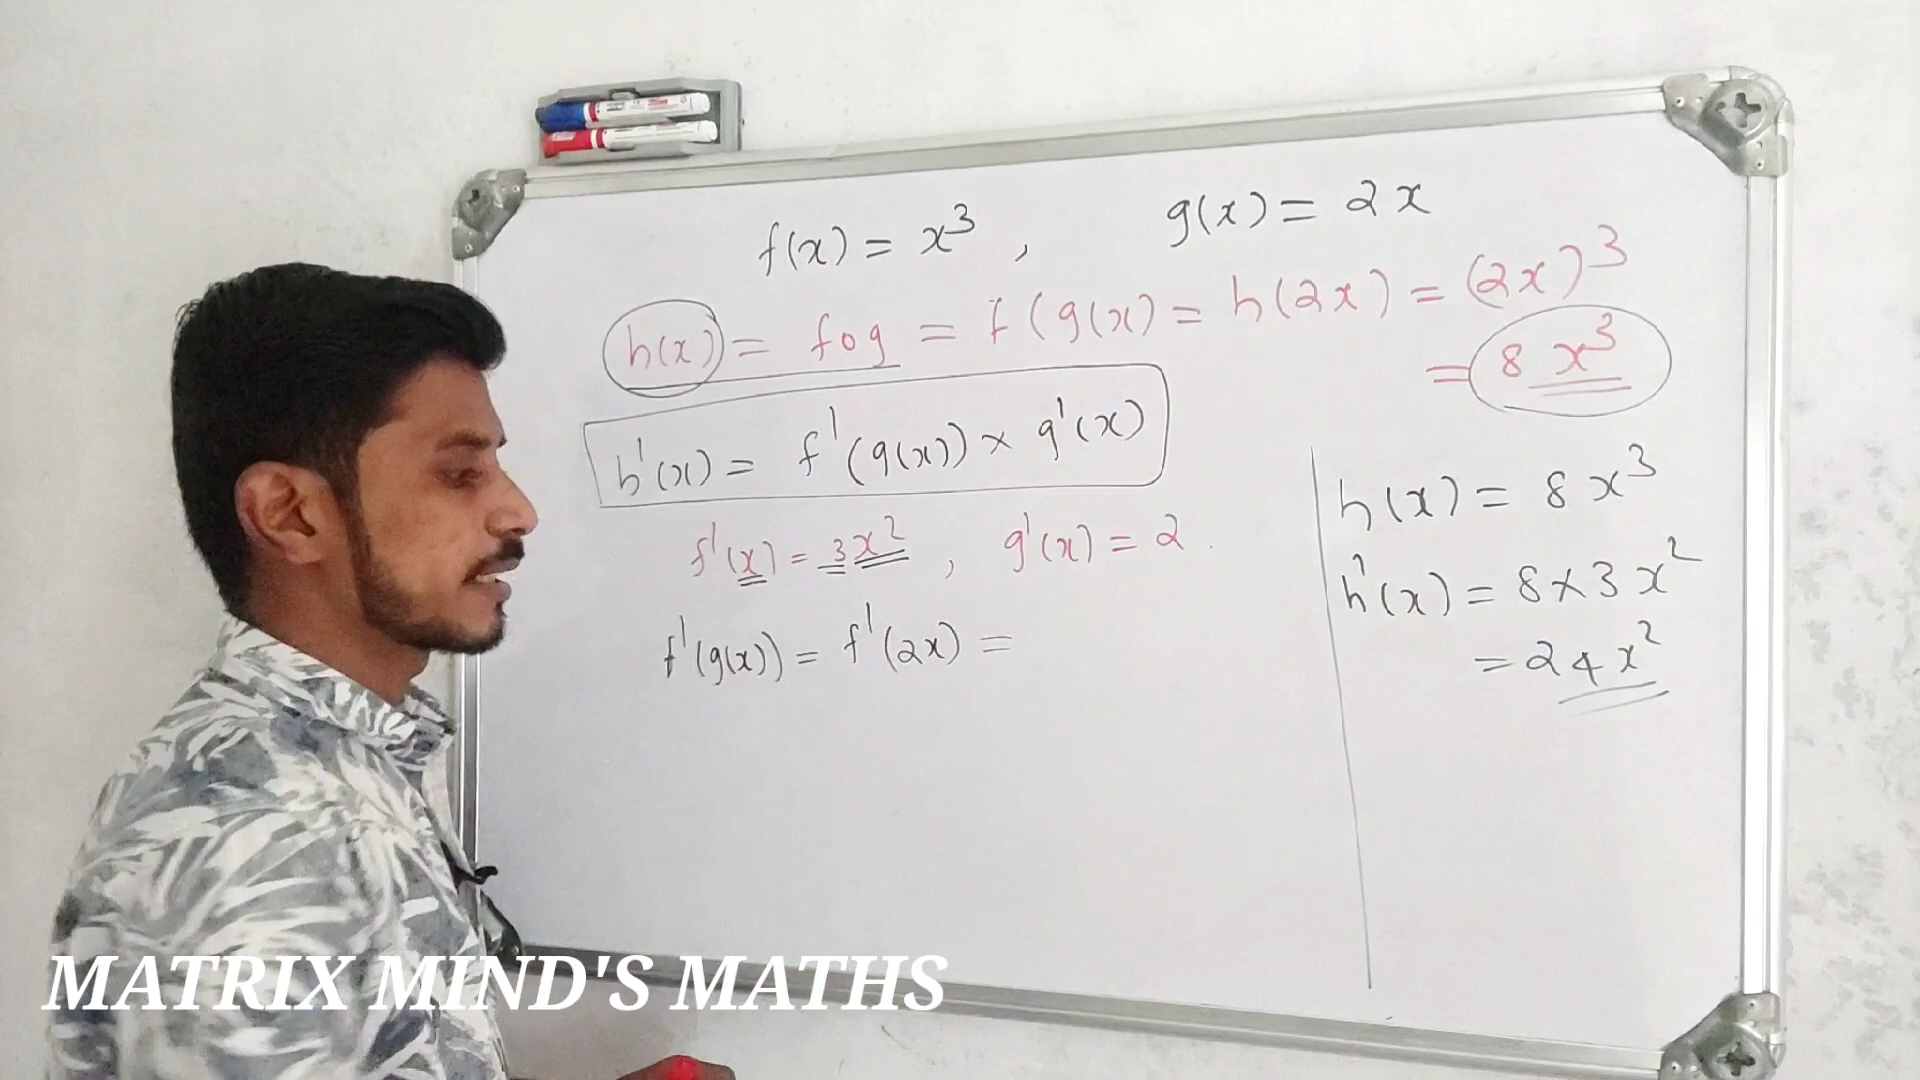 f(x) = x³ , g(x) = 2x
h(x) = fog = f(g(x) = h(2x) = (2x)³
= 8x³
h'(x) = f'(g(x)) × g'(x)
f'(x) = 3x² , g'(x) = 2
f'(g(x)) = f'(2x) =
h(x) = 8x³
h'(x) = 8×3x²
= 24x²
MATRIX MIND'S MATHS